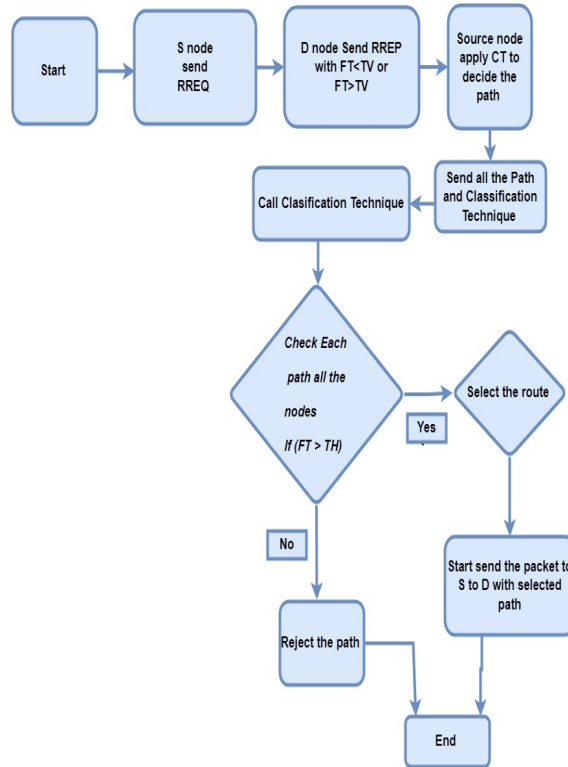 Start
S node
send
RREQ
D node Send RREP
with FT<TV or
FT>TV
Source node
apply CT to
decide the
path
Send all the Path
and Classification
Technique
Call Clasification Technique
Check Each
path all the
nodes
If (FT > TH)
Yes
Select the route
No
Start send the packet to
S to D with selected
path
Reject the path
End